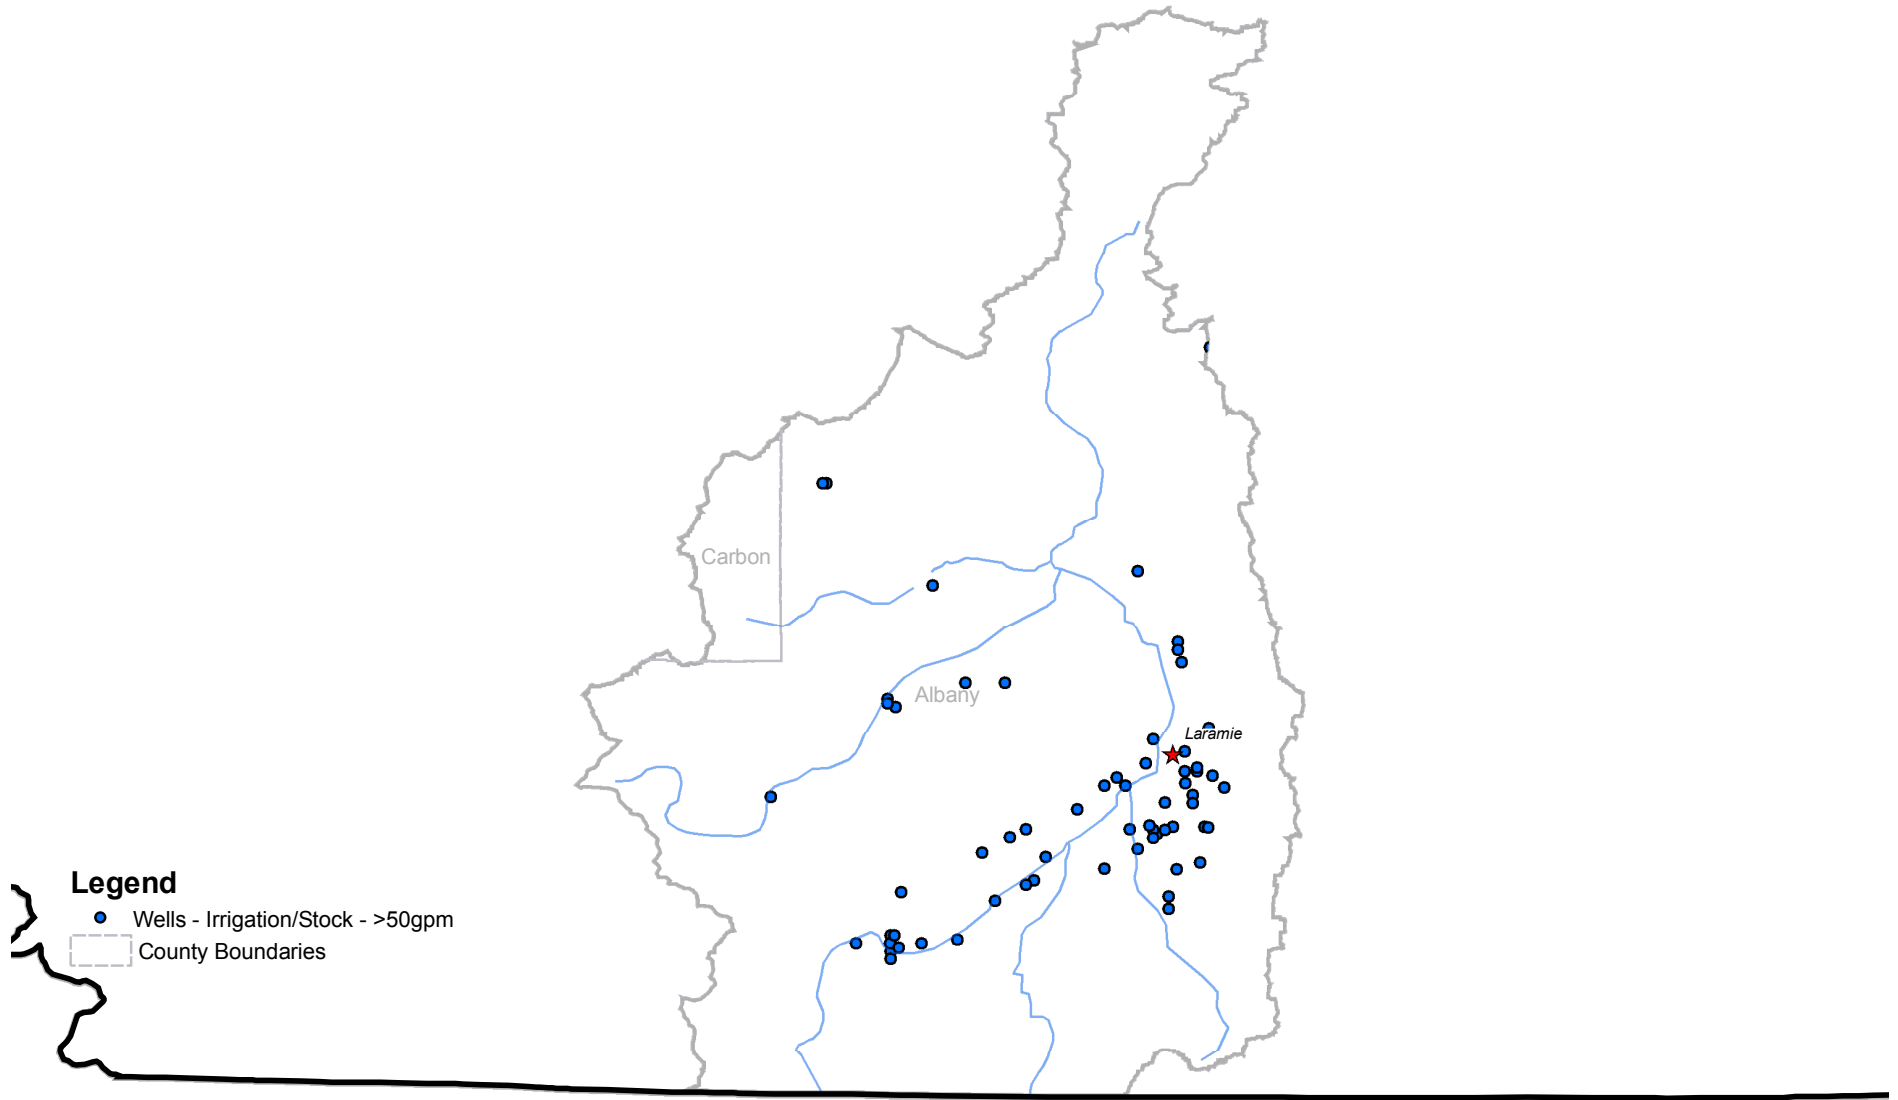 Carbon
Albany
Laramie
Legend
Wells - Irrigation/Stock - >50gpm
County Boundaries